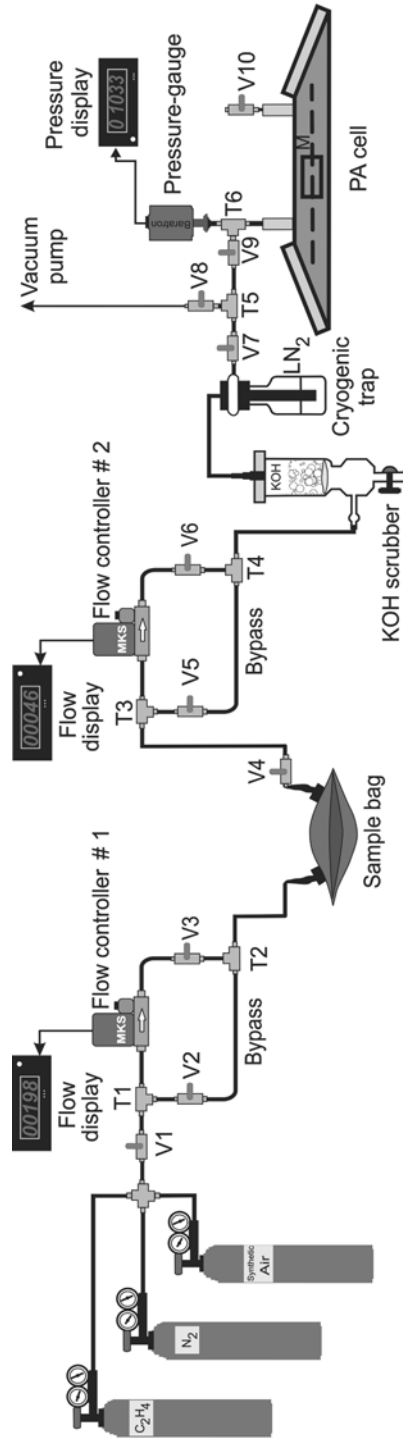 C₂H₄
N₂
Synthetic
Air
V1
T1
Flow
display
00198
MKS
Flow controller # 1
V2
V3
Bypass
T2
Sample bag
V4
T3
Flow
display
00046
MKS
Flow controller # 2
V5
V6
Bypass
T4
KOH
KOH scrubber
LN₂
Cryogenic
trap
V7
T5
V8
Vacuum
pump
V9
T6
Baratron
Pressure-gauge
Pressure
display
0 1033
V10
M
PA cell